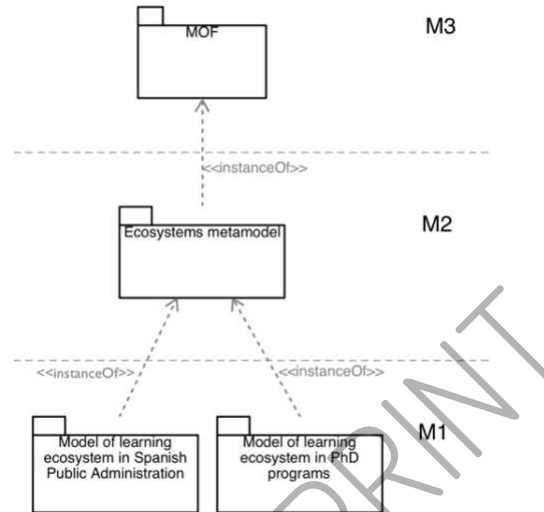 MOF
M3
<<instanceOf>>
Ecosystems metamodel
M2
<<instanceOf>>
<<instanceOf>>
Model of learning
ecosystem in Spanish
Public Administration
Model of learning
ecosystem in PhD
programs
M1
PRINT